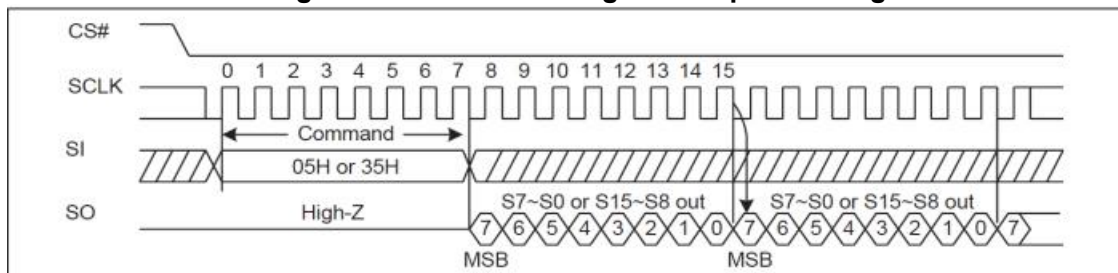 CS#
0 1 2 3 4 5 6 7 8 9 10 11 12 13 14 15
SCLK
Command
SI
05H or 35H
S7~S0 or S15~S8 out S7~S0 or S15~S8 out
SO High-Z
7 6 5 4 3 2 1 0 7 6 5 4 3 2 1 0 7
MSB MSB